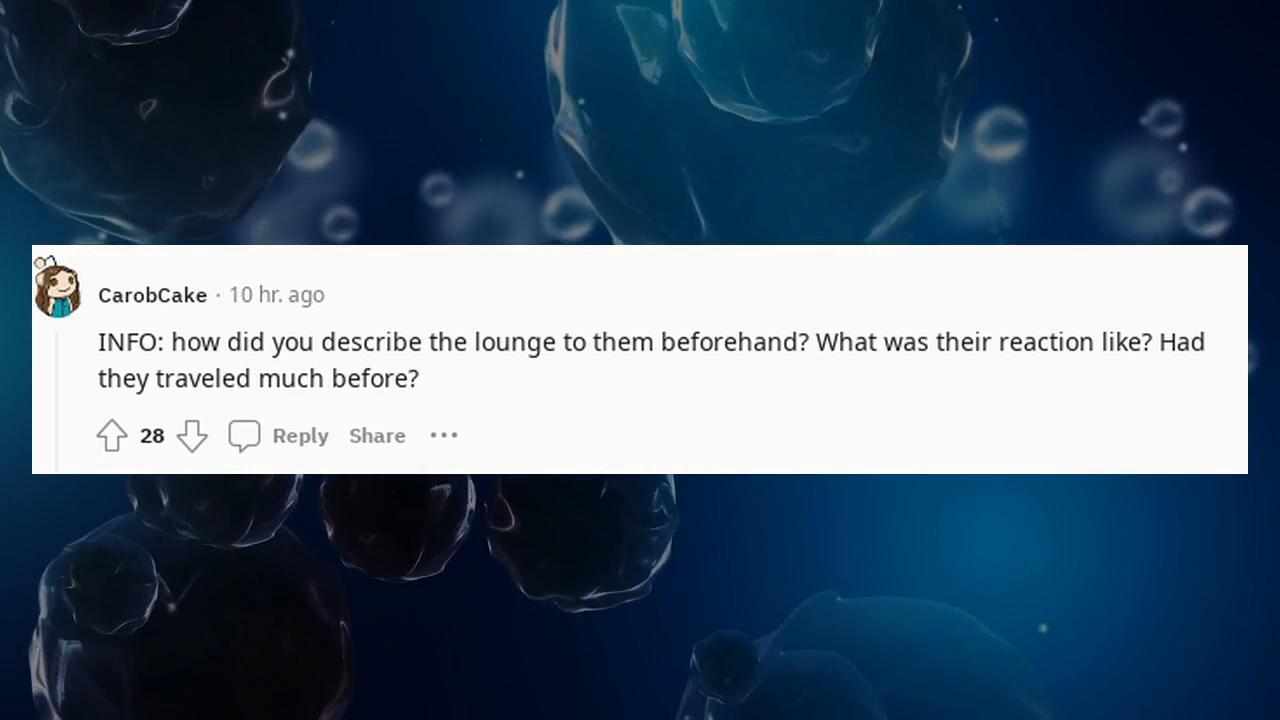 CarobCake · 10 hr. ago
INFO: how did you describe the lounge to them beforehand? What was their reaction like? Had
they traveled much before?
28 Reply Share •••